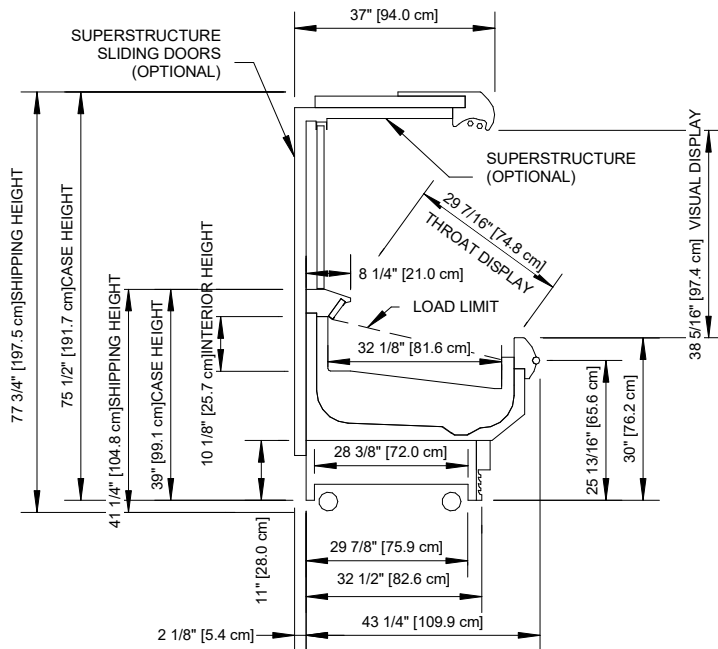 37" [94.0 cm]
SUPERSTRUCTURE
SLIDING DOORS
(OPTIONAL)
SUPERSTRUCTURE
(OPTIONAL)
29 7/16" [74.8 cm]
THROAT DISPLAY
38 5/16" [97.4 cm] VISUAL DISPLAY
8 1/4" [21.0 cm]
LOAD LIMIT
32 1/8" [81.6 cm]
77 3/4" [197.5 cm]SHIPPING HEIGHT
75 1/2" [191.7 cm]CASE HEIGHT
41 1/4" [104.8 cm]SHIPPING HEIGHT
39" [99.1 cm]CASE HEIGHT
10 1/8" [25.7 cm]INTERIOR HEIGHT
25 13/16" [65.6 cm]
30" [76.2 cm]
28 3/8" [72.0 cm]
11" [28.0 cm]
29 7/8" [75.9 cm]
32 1/2" [82.6 cm]
43 1/4" [109.9 cm]
2 1/8" [5.4 cm]